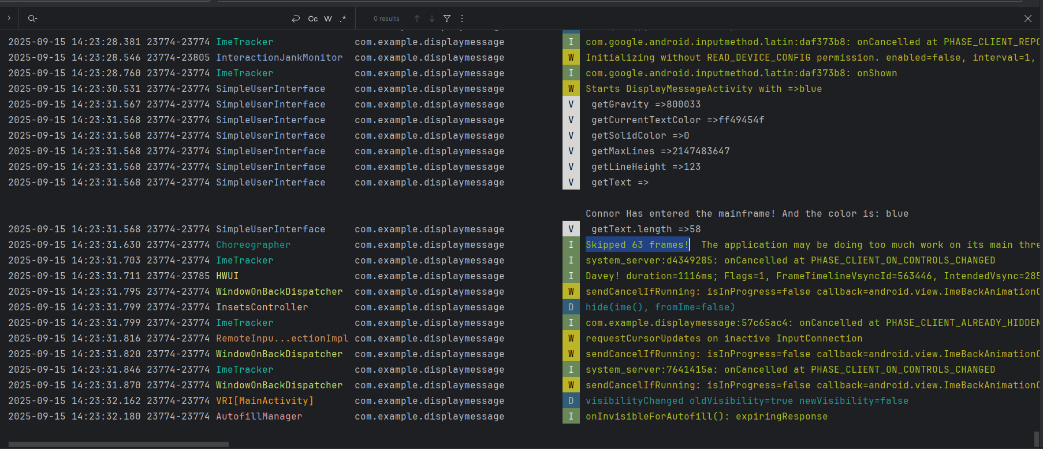 Cc W .* 0 results
2025-09-15 14:23:28.381 23774-23774 ImeTracker com.example.displaymessage I com.google.android.inputmethod.latin:daf373b8: onCancelled at PHASE_CLIENT_REPO
2025-09-15 14:23:28.546 23774-23805 InteractionJankMonitor com.example.displaymessage W Initializing without READ_DEVICE_CONFIG permission. enabled=false, interval=1,
2025-09-15 14:23:28.760 23774-23774 ImeTracker com.example.displaymessage I com.google.android.inputmethod.latin:daf373b8: onShown
2025-09-15 14:23:30.531 23774-23774 SimpleUserInterface com.example.displaymessage W Starts DisplayMessageActivity with =>blue
2025-09-15 14:23:31.567 23774-23774 SimpleUserInterface com.example.displaymessage V getGravity =>800033
2025-09-15 14:23:31.568 23774-23774 SimpleUserInterface com.example.displaymessage V getCurrentTextColor =>ff49454f
2025-09-15 14:23:31.568 23774-23774 SimpleUserInterface com.example.displaymessage V getSolidColor =>0
2025-09-15 14:23:31.568 23774-23774 SimpleUserInterface com.example.displaymessage V getMaxLines =>2147483647
2025-09-15 14:23:31.568 23774-23774 SimpleUserInterface com.example.displaymessage V getLineHeight =>123
2025-09-15 14:23:31.568 23774-23774 SimpleUserInterface com.example.displaymessage V getText =>
Connor Has entered the mainframe! And the color is: blue
2025-09-15 14:23:31.568 23774-23774 SimpleUserInterface com.example.displaymessage V getText.length =>58
2025-09-15 14:23:31.630 23774-23774 Choreographer com.example.displaymessage I Skipped 63 frames! The application may be doing too much work on its main thre
2025-09-15 14:23:31.703 23774-23774 ImeTracker com.example.displaymessage I system_server:d4349285: onCancelled at PHASE_CLIENT_ON_CONTROLS_CHANGED
2025-09-15 14:23:31.711 23774-23785 HWUI com.example.displaymessage I Davey! duration=1116ms; Flags=1, FrameTimelineVsyncId=563446, IntendedVsync=285
2025-09-15 14:23:31.795 23774-23774 WindowOnBackDispatcher com.example.displaymessage W sendCancelIfRunning: isInProgress=false callback=android.view.ImeBackAnimationC
2025-09-15 14:23:31.799 23774-23774 InsetsController com.example.displaymessage D hide(ime(), fromIme=false)
2025-09-15 14:23:31.799 23774-23774 ImeTracker com.example.displaymessage I com.example.displaymessage:57c65ac4: onCancelled at PHASE_CLIENT_ALREADY_HIDDEN
2025-09-15 14:23:31.816 23774-23774 RemoteInpu...ectionImpl com.example.displaymessage W requestCursorUpdates on inactive InputConnection
2025-09-15 14:23:31.820 23774-23774 WindowOnBackDispatcher com.example.displaymessage W sendCancelIfRunning: isInProgress=false callback=android.view.ImeBackAnimationC
2025-09-15 14:23:31.846 23774-23774 ImeTracker com.example.displaymessage I system_server:7641415a: onCancelled at PHASE_CLIENT_ON_CONTROLS_CHANGED
2025-09-15 14:23:31.870 23774-23774 WindowOnBackDispatcher com.example.displaymessage W sendCancelIfRunning: isInProgress=false callback=android.view.ImeBackAnimationC
2025-09-15 14:23:32.162 23774-23774 VRI[MainActivity] com.example.displaymessage D visibilityChanged oldVisibility=true newVisibility=false
2025-09-15 14:23:32.180 23774-23774 AutofillManager com.example.displaymessage I onInvisibleForAutofill(): expiringResponse